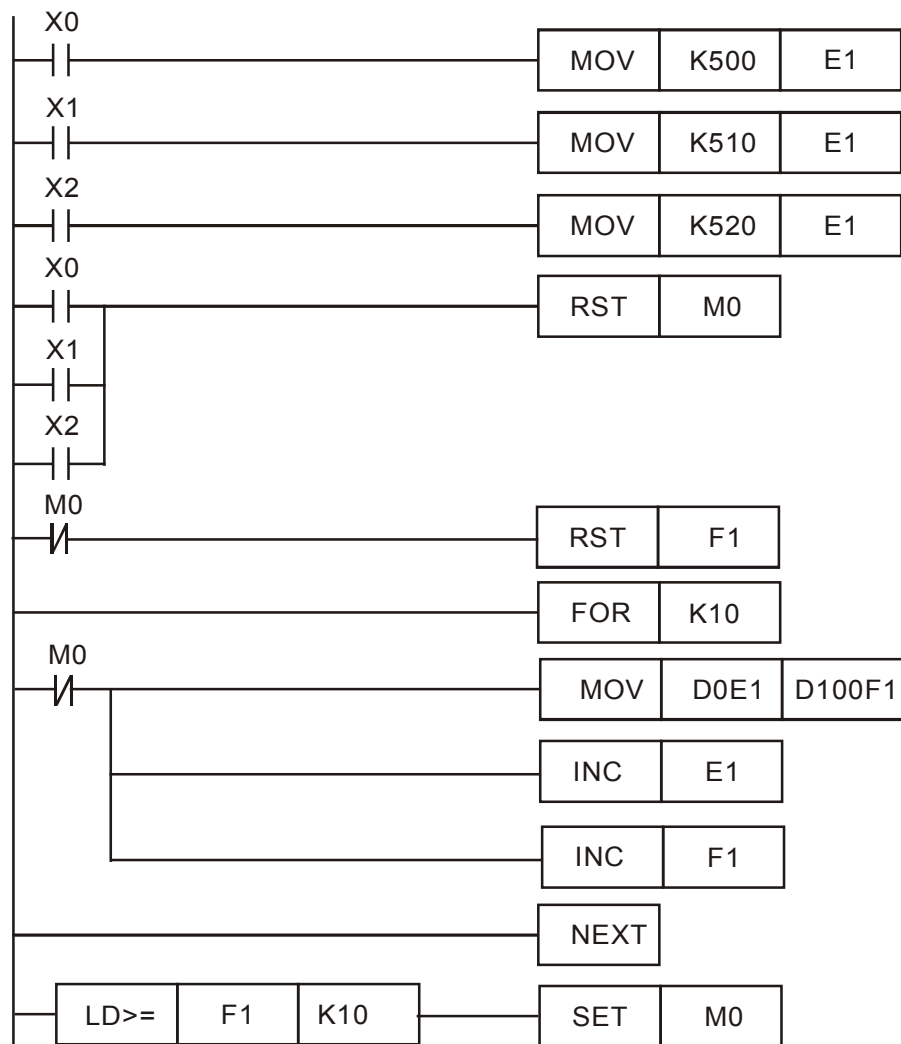 X0
MOV K500 E1
X1
MOV K510 E1
X2
MOV K520 E1
X0
RST M0
X1
X2
M0
RST F1
FOR K10
M0
MOV D0E1 D100F1
INC E1
INC F1
NEXT
LD>= F1 K10 SET M0